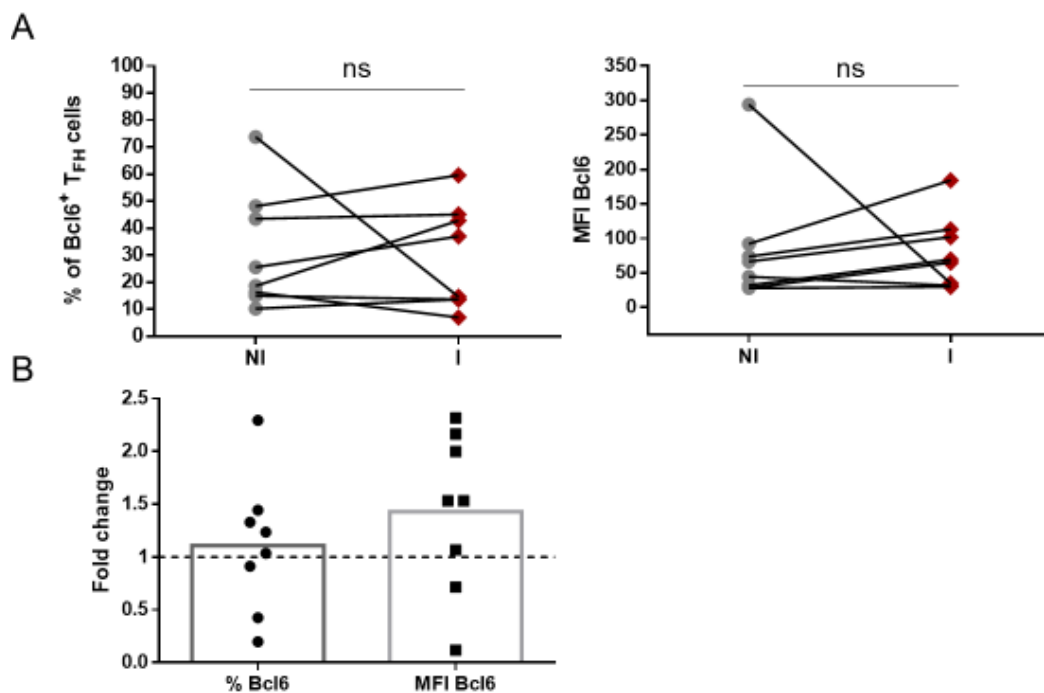 A
% of Bcl6+ TFH cells
100
90
80
70
60
50
40
30
20
10
0
ns
NI
I
MFI Bcl6
350
300
250
200
150
100
50
0
ns
NI
I
B
Fold change
2.5
2.0
1.5
1
0.5
0.0
% Bcl6
MFI Bcl6